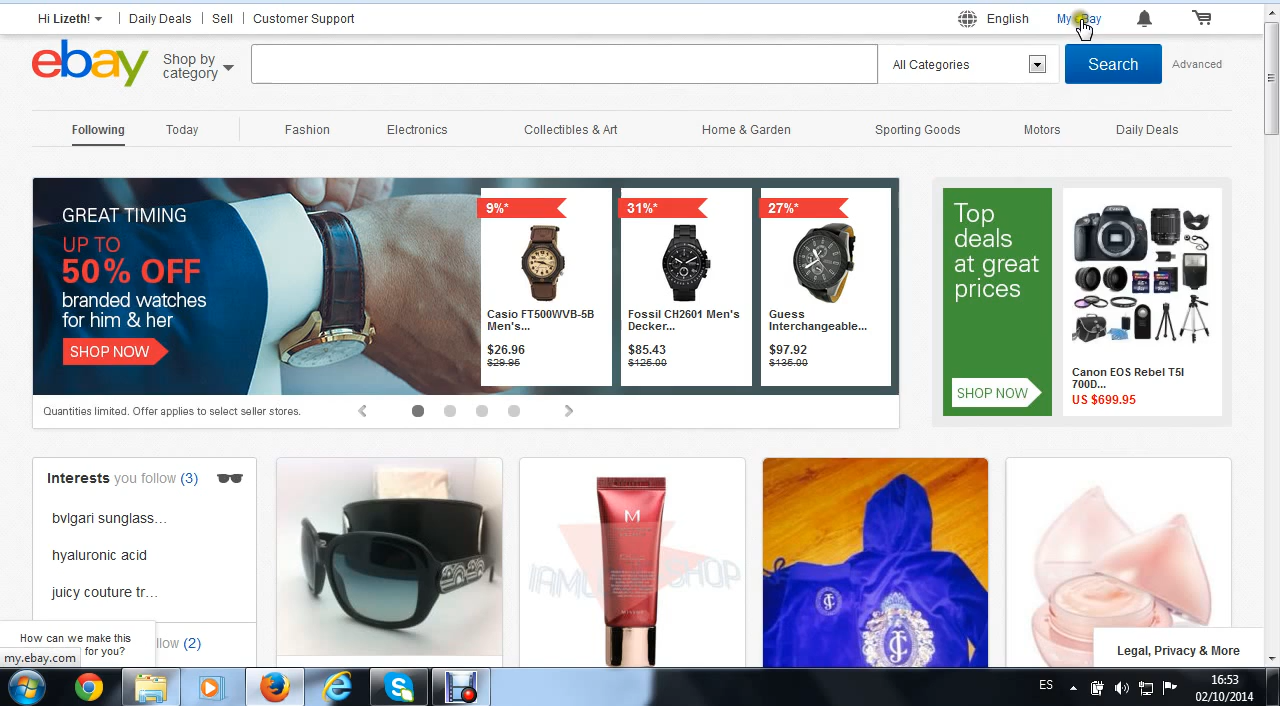 Hi Lizeth! Daily Deals Sell Customer Support English My eBay
ebay
Shop by
category
All Categories
Search
Advanced
Following Today Fashion Electronics Collectibles & Art Home & Garden Sporting Goods Motors Daily Deals
GREAT TIMING
UP TO
50% OFF
branded watches
for him & her
SHOP NOW
9%*
Casio FT500WVB-5B
Men's...
$26.96
$29.95
31%*
Fossil CH2601 Men's
Decker...
$85.43
$125.00
27%*
Guess
Interchangeable...
$97.92
$135.00
Quantities limited. Offer applies to select seller stores.
Top
deals
at great
prices
SHOP NOW
Canon EOS Rebel T5I
700D...
US $699.95
Interests you follow (3)
bvlgari sunglass...
hyaluronic acid
juicy couture tr...
llow (2)
How can we make this
for you?
my.ebay.com
M
Legal, Privacy & More
ES
16:53
02/10/2014